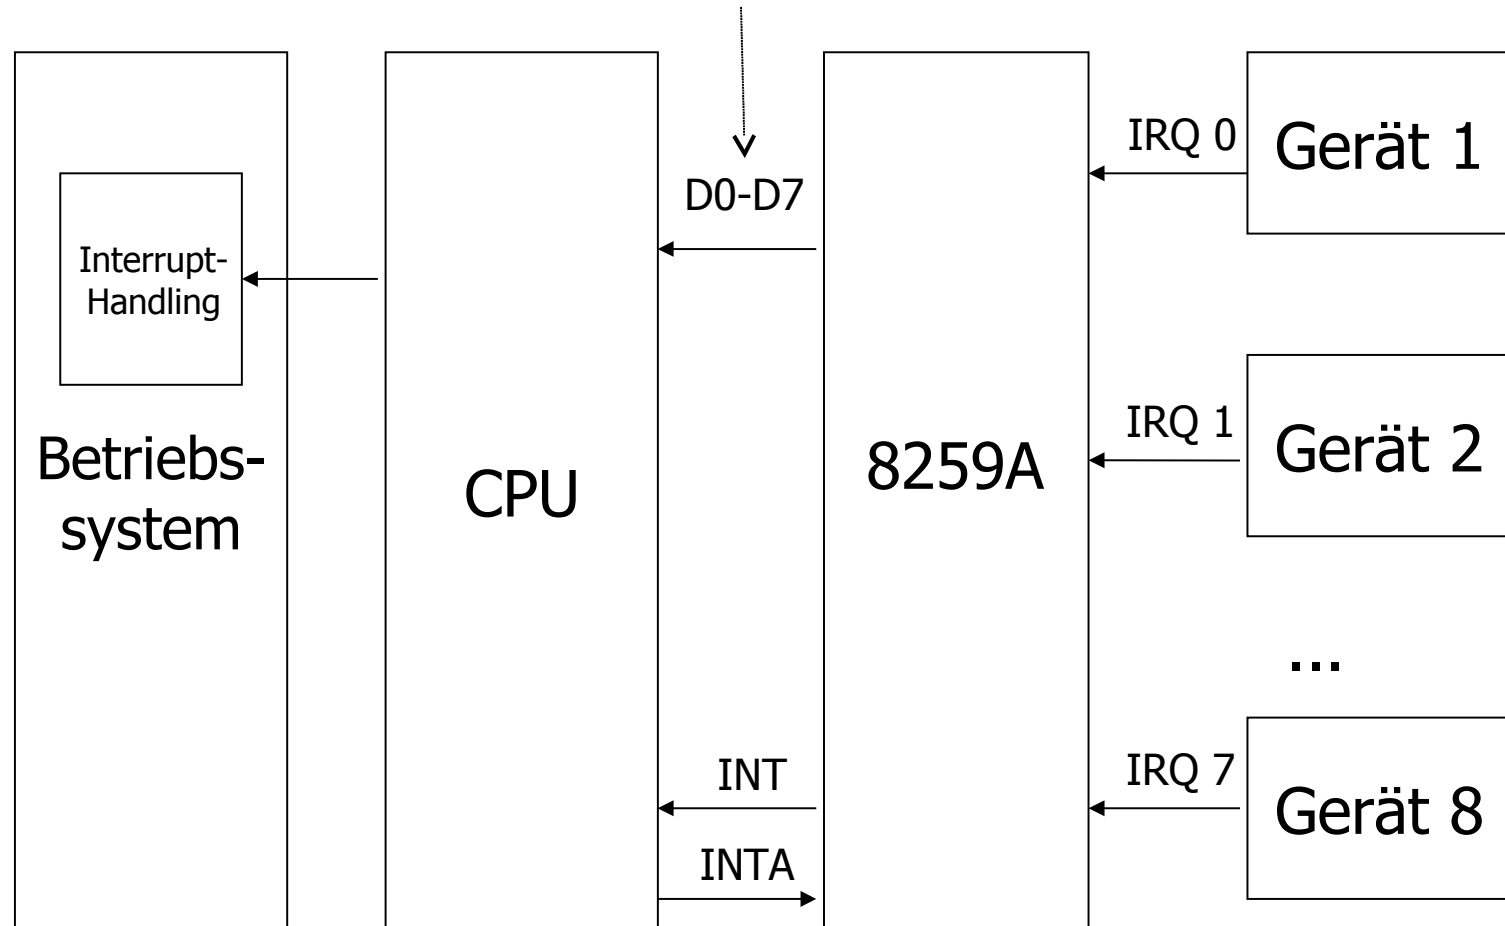 IRQ 0
Gerät 1
D0-D7
Interrupt-
Handling
IRQ 1
Gerät 2
Betriebs-
system
CPU
8259A
...
INT
IRQ 7
Gerät 8
INTA